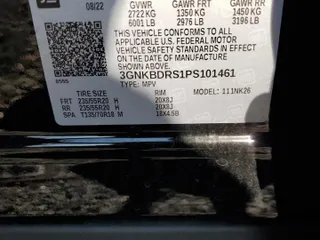 08/22 GVWR GAWR FRT GAWR RR
2722 KG 1350 KG 1450 KG
6001 LB 2976 LB 3196 LB
THIS VEHICLE CONFORMS TO ALL
APPLICABLE U.S. FEDERAL MOTOR
VEHICLE SAFETY STANDARDS IN EFFECT
ON THE DATE OF MANUFACTURE SHOWN ABOVE.
3GNKBDRS1PS101461
TYPE: MPV
TIRE SIZE RIM MODEL: 111NK26
FRT 235/55R20 H 20X8J
RR 235/55R20 H 20X8J
SPA T135/70R18 M 18X4.5B